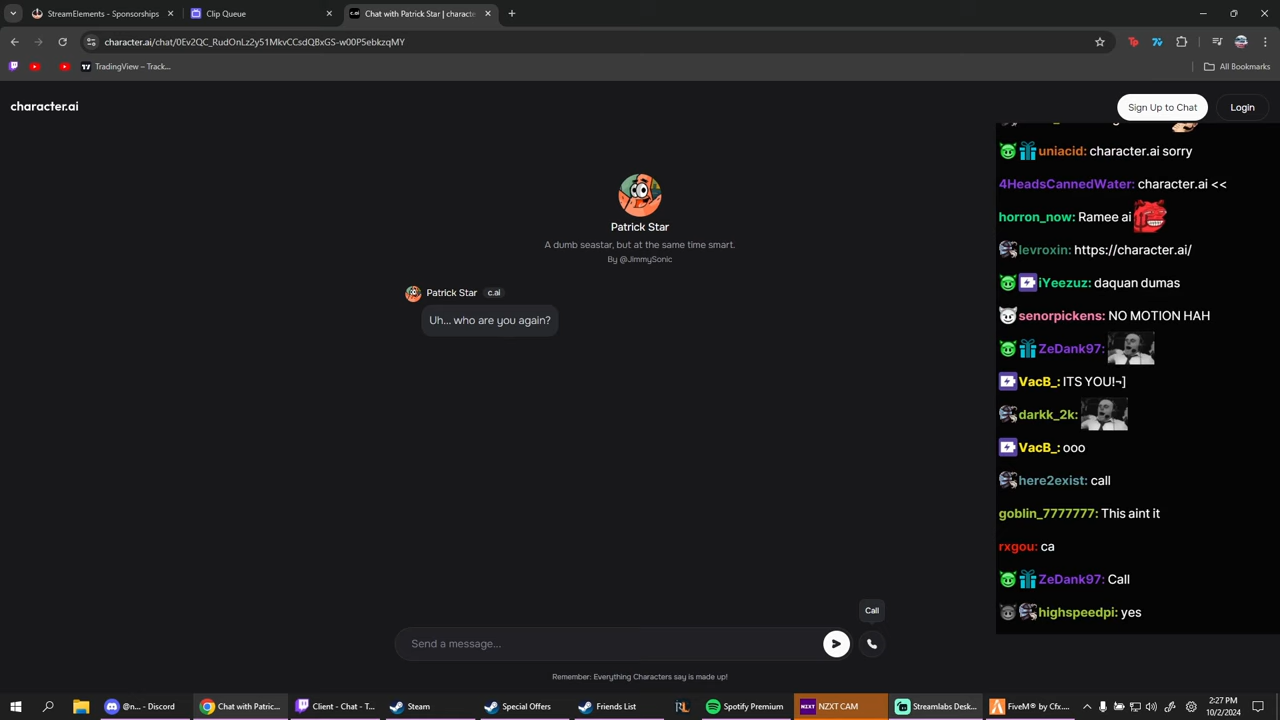 StreamElements - Sponsorships
Clip Queue
c.ai Chat with Patrick Star | characte
character.ai/chat/0Ev2QC_RudOnLz2y51MkvCCsdQBxGS-w00P5ebkzqMY
TradingView – Track...
All Bookmarks
character.ai
Sign Up to Chat
Login
uniacid: character.ai sorry
4HeadsCannedWater: character.ai <<
Patrick Star
horron_now: Ramee ai
A dumb seastar, but at the same time smart.
levroxin: https://character.ai/
By @JimmySonic
iYeezuz: daquan dumas
Patrick Star c.ai
Uh... who are you again?
senorpickens: NO MOTION HAH
ZeDank97:
VacB_: ITS YOU!¬]
darkk_2k:
VacB_: ooo
here2exist: call
goblin_7777777: This aint it
rxgou: ca
ZeDank97: Call
highspeedpi: yes
Call
Send a message...
Remember: Everything Characters say is made up!
@n... - Discord
Chat with Patric...
Client - Chat - T...
Steam
Special Offers
Friends List
Spotify Premium
NZXT NZXT CAM
Streamlabs Desk...
FiveM® by Cfx....
2:27 PM
10/2/2024